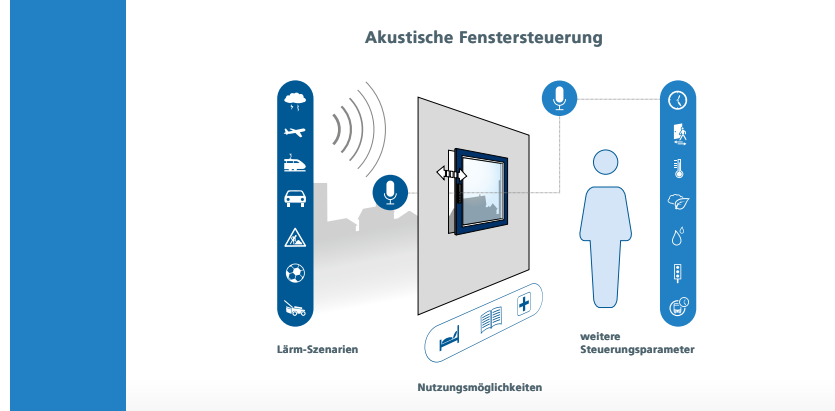 Akustische Fenstersteuerung
Lärm-Szenarien
weitere
Steuerungsparameter
Nutzungsmöglichkeiten